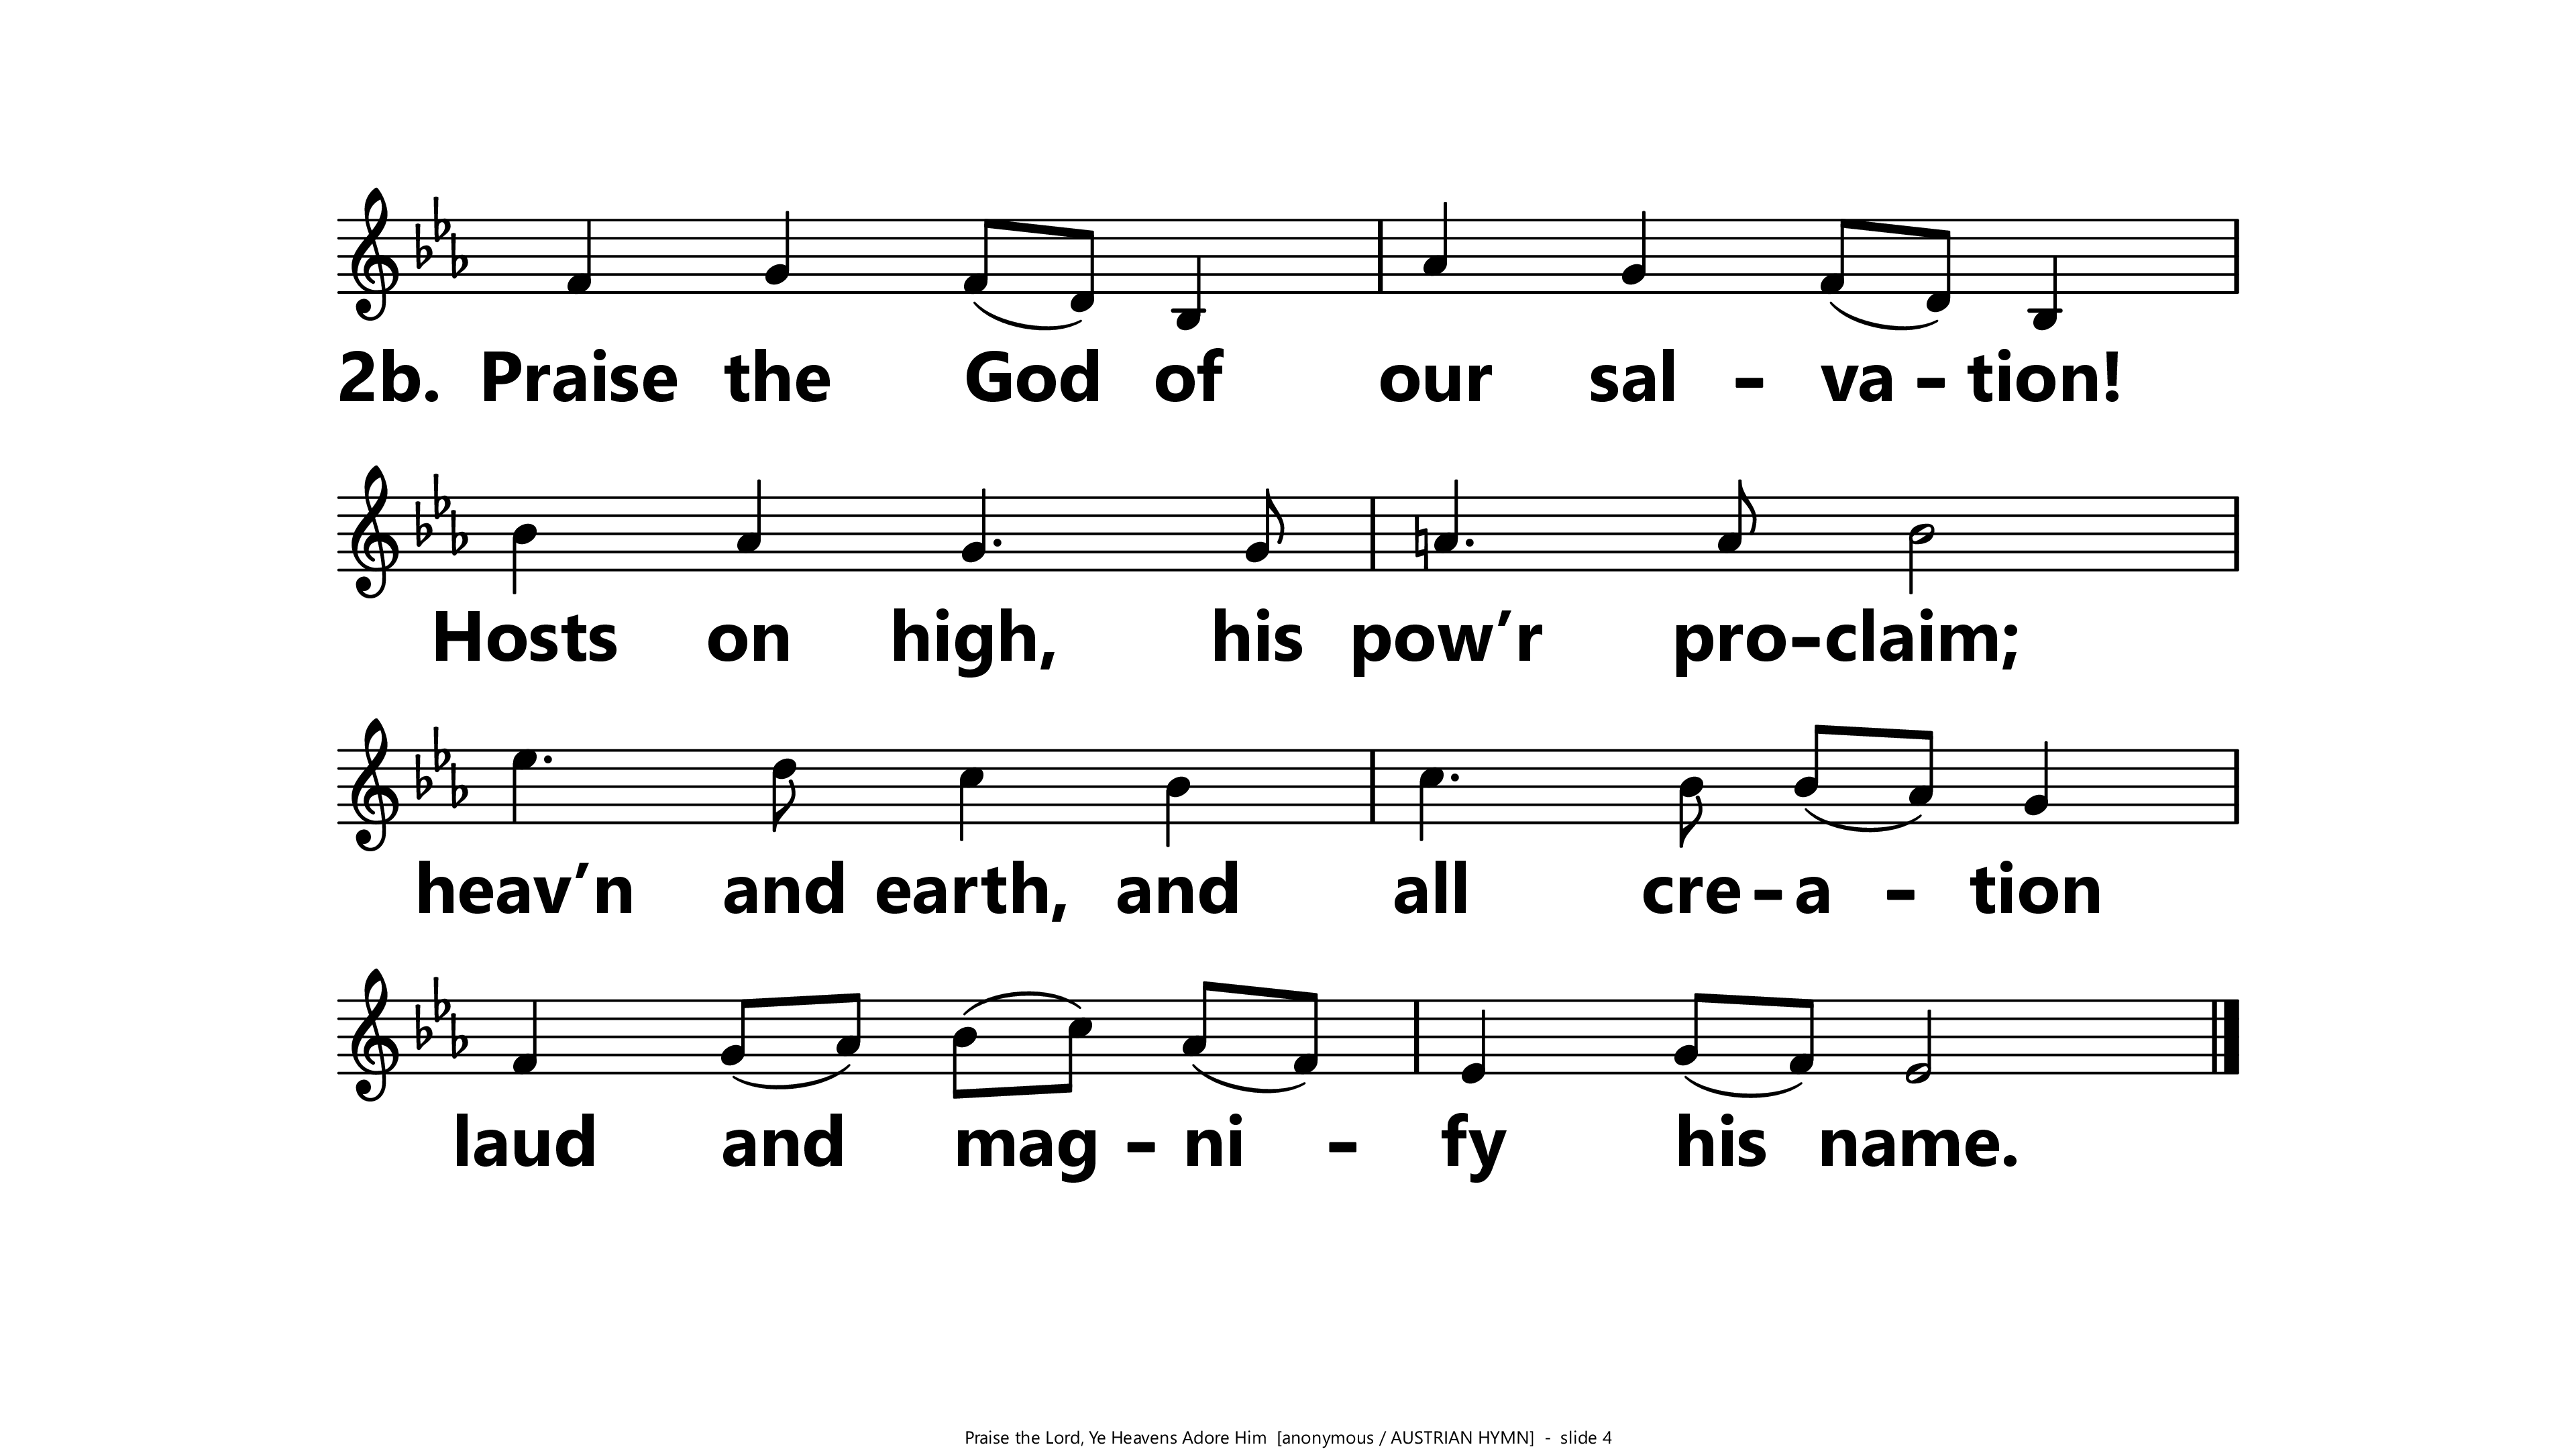 2b. Praise the God of our sal - va - tion!
Hosts on high, his pow’r pro-claim;
heav’n and earth, and all cre - a - tion
laud and mag - ni - fy his name.
Praise the Lord, Ye Heavens Adore Him [anonymous / AUSTRIAN HYMN] - slide 4